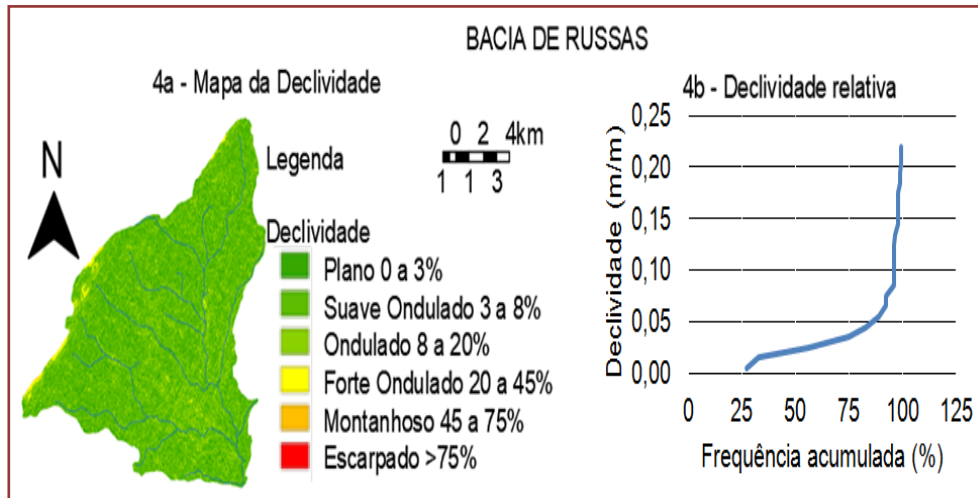 BACIA DE RUSSAS
4a - Mapa da Declividade
N
Legenda
0 2 4km
1 1 3
Declividade
Plano 0 a 3%
Suave Ondulado 3 a 8%
Ondulado 8 a 20%
Forte Ondulado 20 a 45%
Montanhoso 45 a 75%
Escarpado >75%
4b - Declividade relativa
Declividade (m/m)
0,25
0,20
0,15
0,10
0,05
0,00
0 25 50 75 100 125
Frequência acumulada (%)